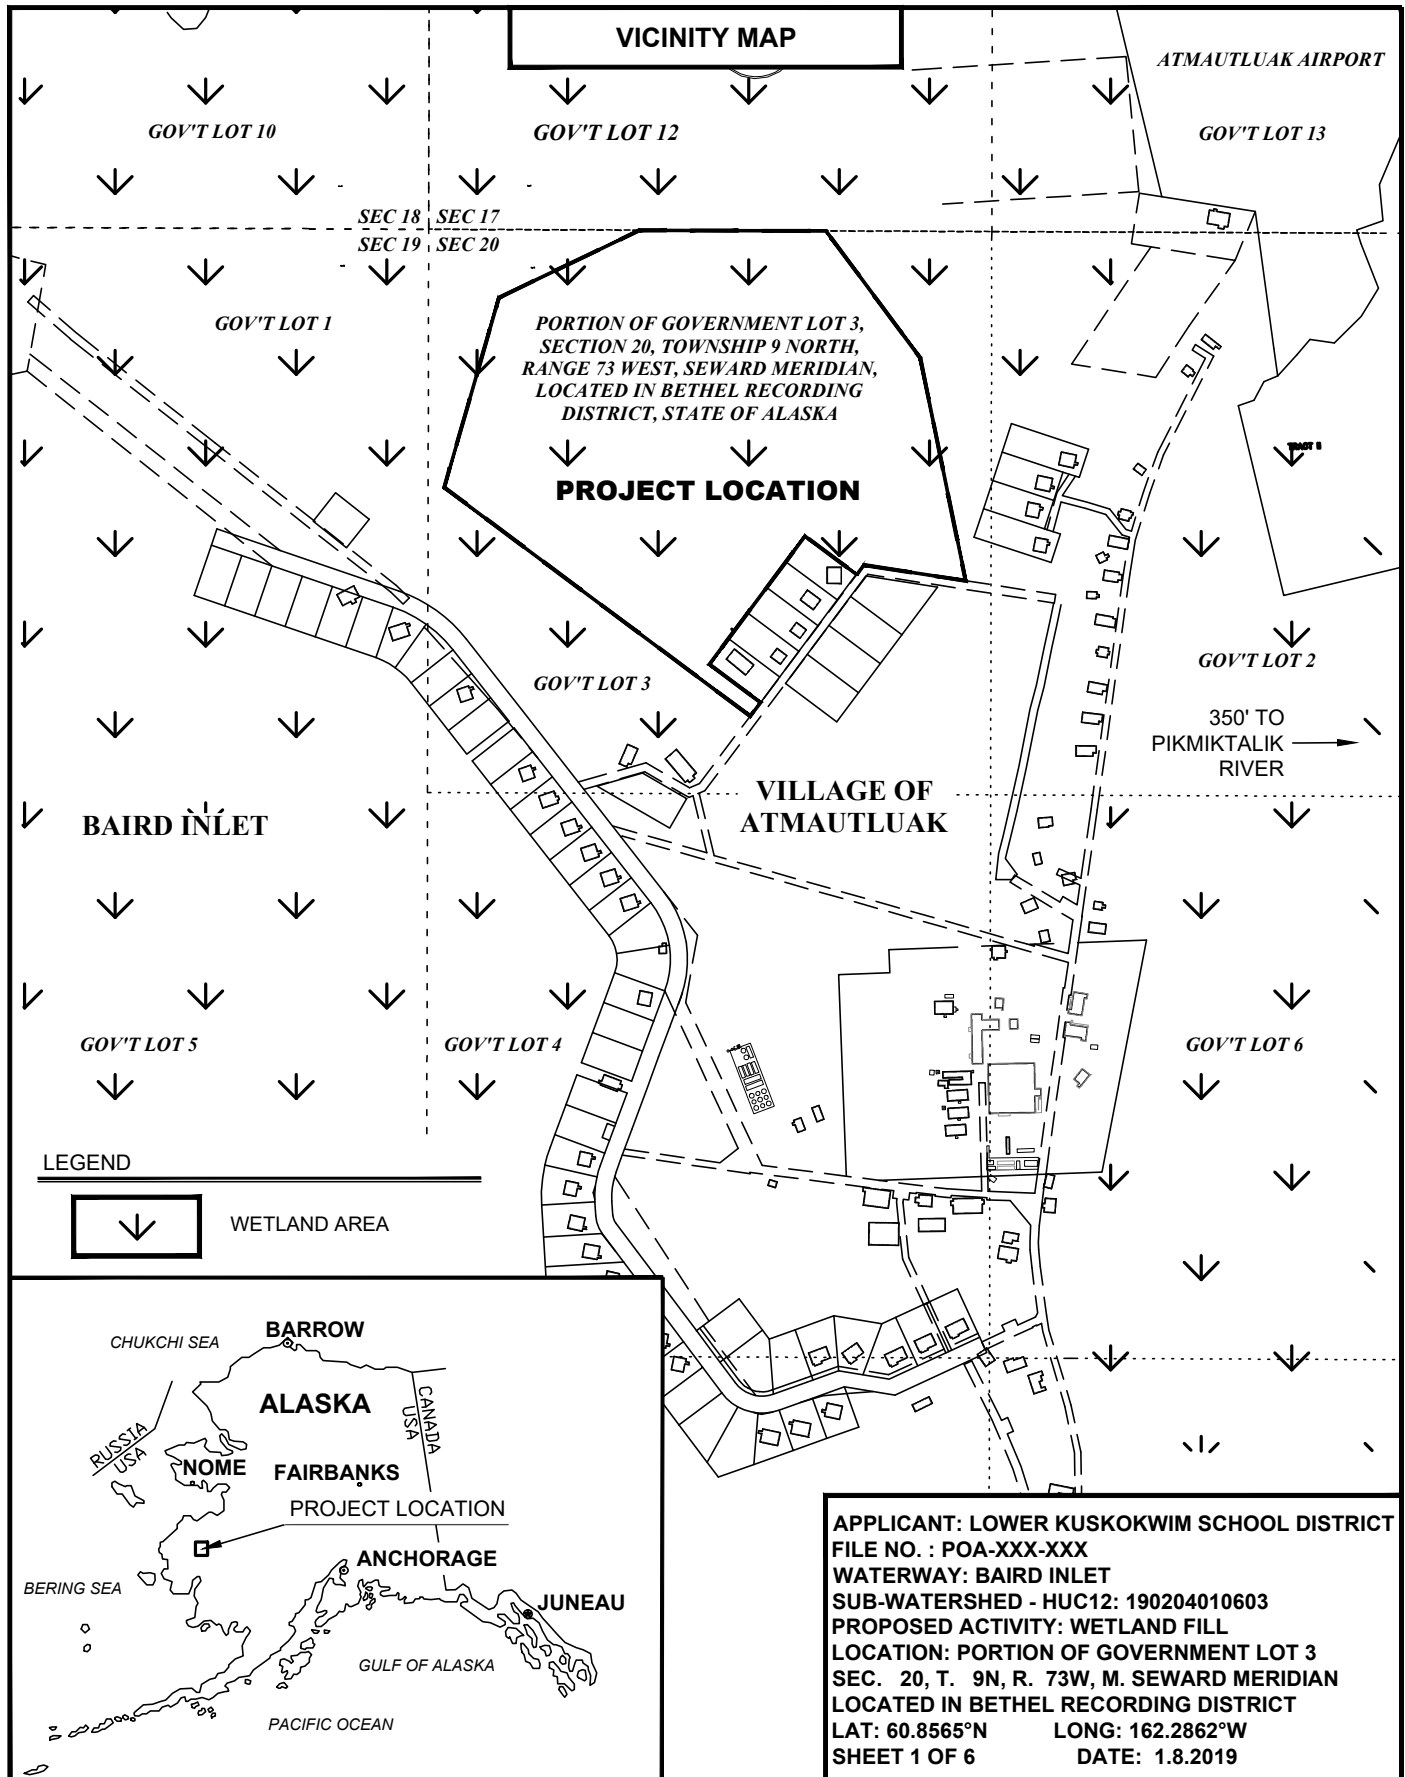 VICINITY MAP
ATMAUTLUAK AIRPORT
GOV'T LOT 10
GOV'T LOT 12
GOV'T LOT 13
SEC 18
SEC 17
SEC 19
SEC 20
GOV'T LOT 1
PORTION OF GOVERNMENT LOT 3,
SECTION 20, TOWNSHIP 9 NORTH,
RANGE 73 WEST, SEWARD MERIDIAN,
LOCATED IN BETHEL RECORDING
DISTRICT, STATE OF ALASKA
PROJECT LOCATION
GOV'T LOT 3
GOV'T LOT 2
350' TO
PIKMIKTALIK
RIVER
VILLAGE OF
ATMAUTLUAK
BAIRD INLET
GOV'T LOT 5
GOV'T LOT 4
GOV'T LOT 6
LEGEND
WETLAND AREA
CHUKCHI SEA
BARROW
ALASKA
CANADA
USA
RUSSIA
USA
NOME
FAIRBANKS
PROJECT LOCATION
ANCHORAGE
BERING SEA
JUNEAU
GULF OF ALASKA
PACIFIC OCEAN
APPLICANT: LOWER KUSKOKWIM SCHOOL DISTRICT
FILE NO. : POA-XXX-XXX
WATERWAY: BAIRD INLET
SUB-WATERSHED - HUC12: 190204010603
PROPOSED ACTIVITY: WETLAND FILL
LOCATION: PORTION OF GOVERNMENT LOT 3
SEC. 20, T. 9N, R. 73W, M. SEWARD MERIDIAN
LOCATED IN BETHEL RECORDING DISTRICT
LAT: 60.8565°N LONG: 162.2862°W
SHEET 1 OF 6 DATE: 1.8.2019